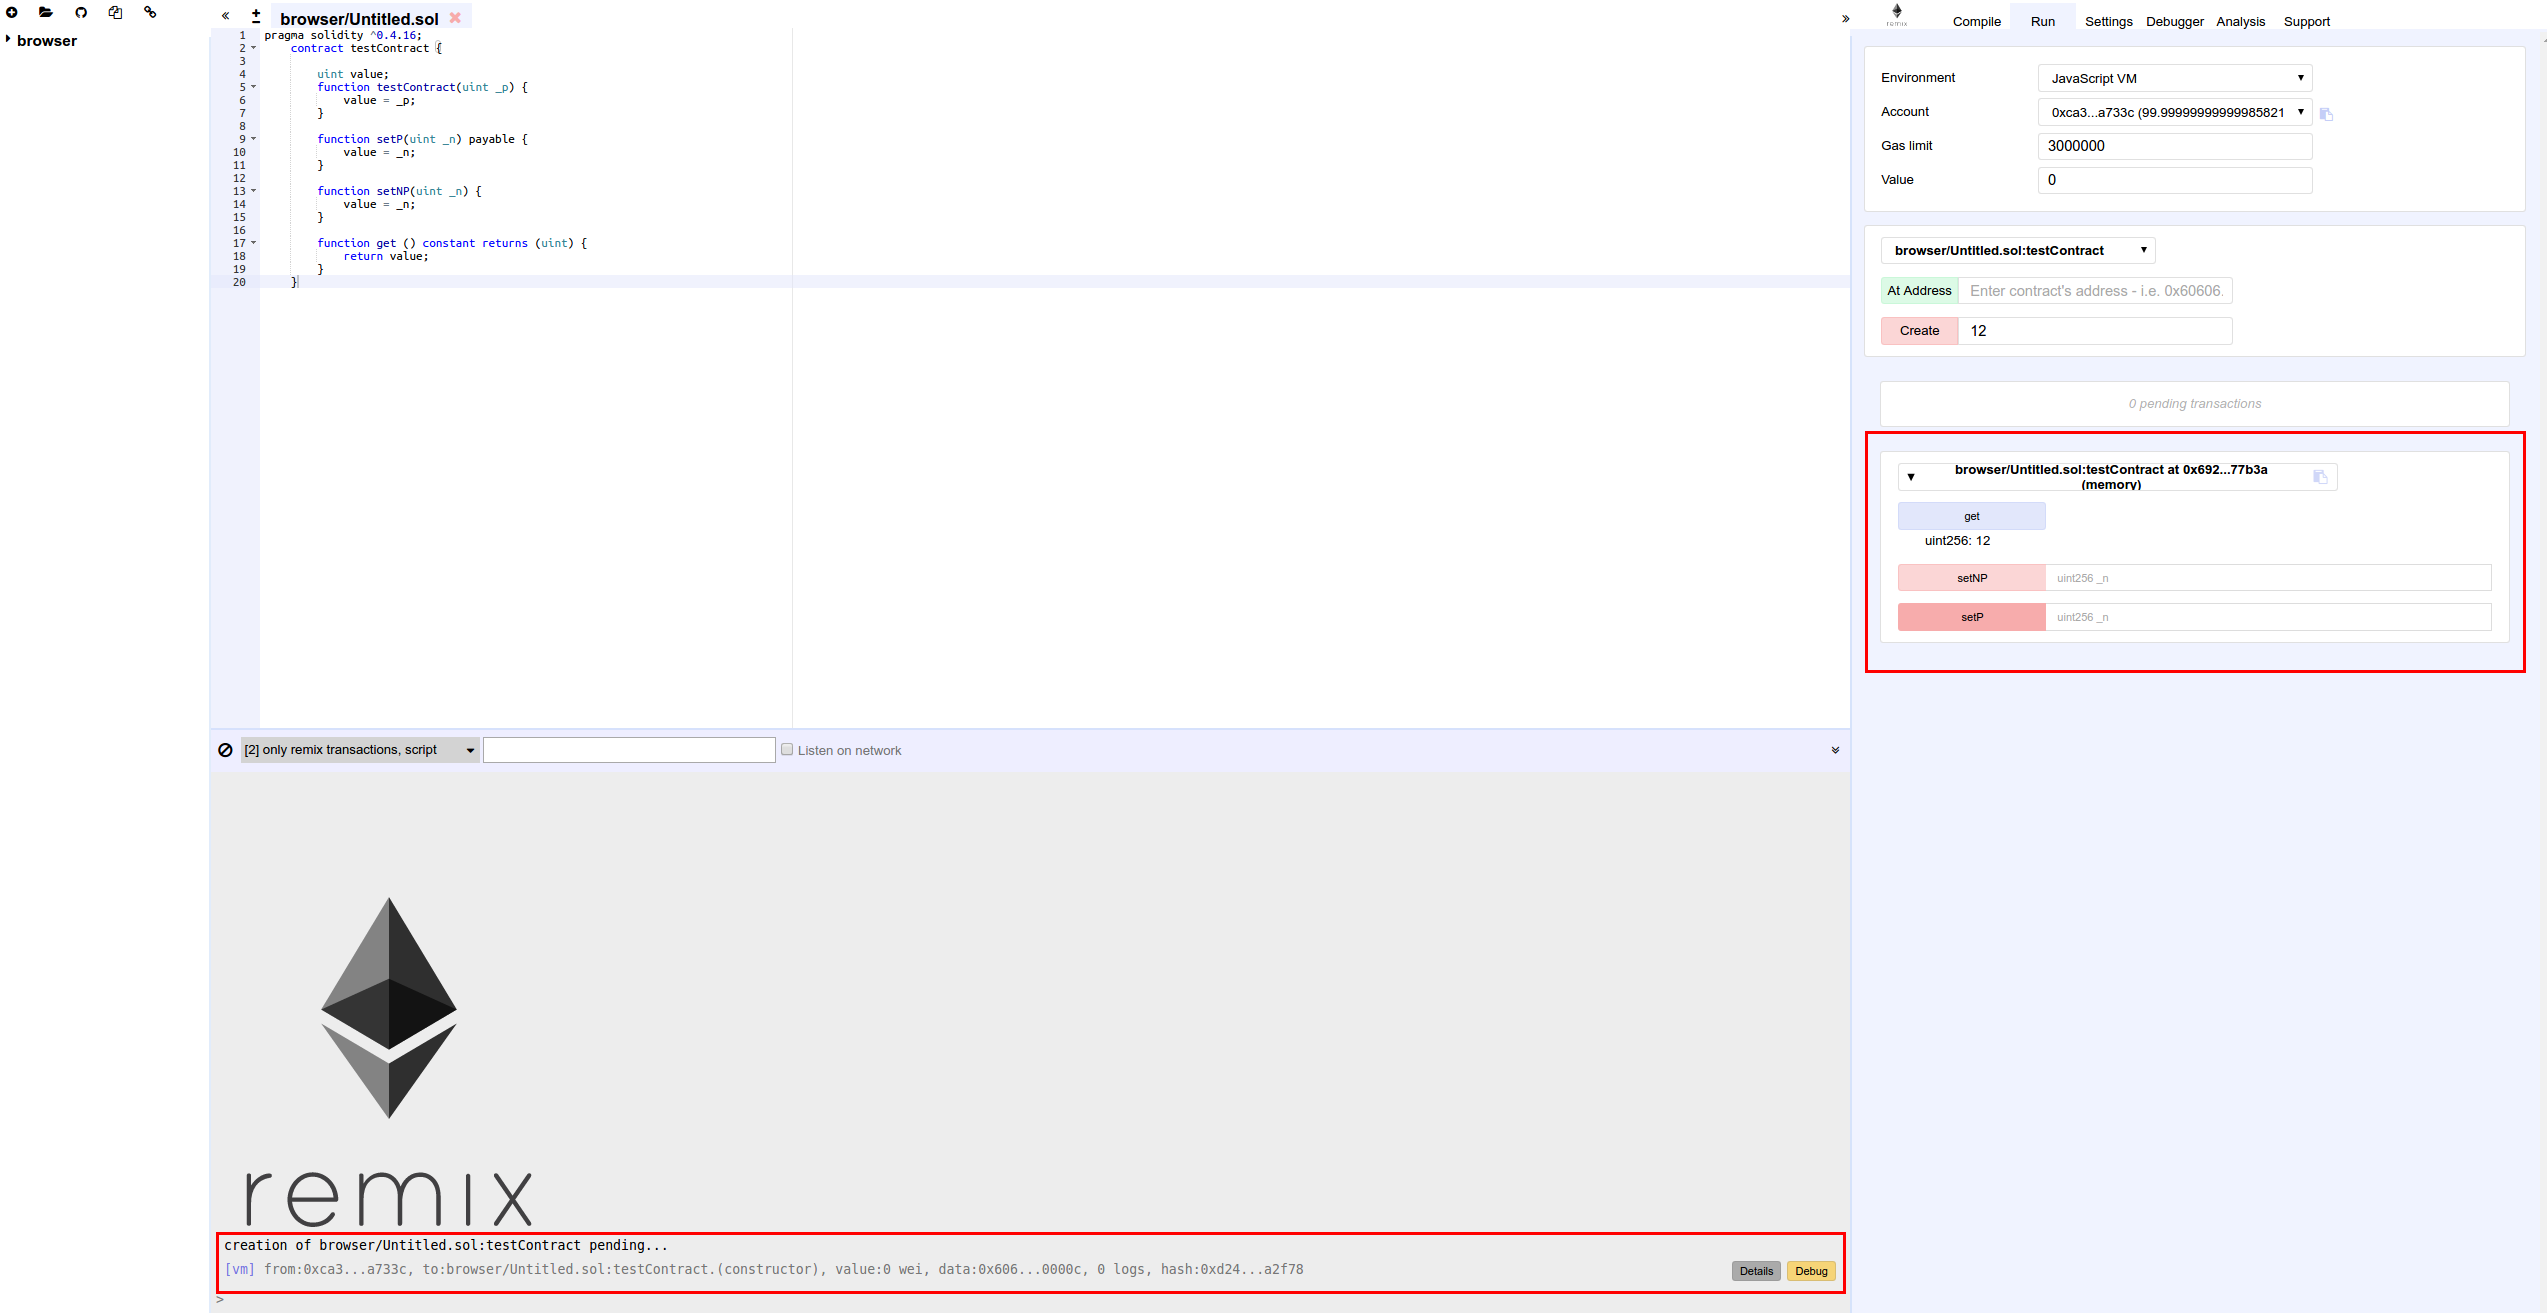 browser
browser/Untitled.sol
1 pragma solidity ^0.4.16;
2 contract testContract {
3
4 uint value;
5 function testContract(uint _p) {
6 value = _p;
7 }
8
9 function setP(uint _n) payable {
10 value = _n;
11 }
12
13 function setNP(uint _n) {
14 value = _n;
15 }
16
17 function get () constant returns (uint) {
18 return value;
19 }
20 }
[2] only remix transactions, script
Listen on network
remix
creation of browser/Untitled.sol:testContract pending...
[vm] from:0xca3...a733c, to:browser/Untitled.sol:testContract.(constructor), value:0 wei, data:0x606...0000c, 0 logs, hash:0xd24...a2f78
Details Debug
>
remix
Compile Run Settings Debugger Analysis Support
Environment JavaScript VM
Account 0xca3...a733c (99.99999999999985821
Gas limit 3000000
Value 0
browser/Untitled.sol:testContract
At Address Enter contract's address - i.e. 0x60606.
Create 12
0 pending transactions
browser/Untitled.sol:testContract at 0x692...77b3a
(memory)
get
uint256: 12
setNP uint256 _n
setP uint256 _n